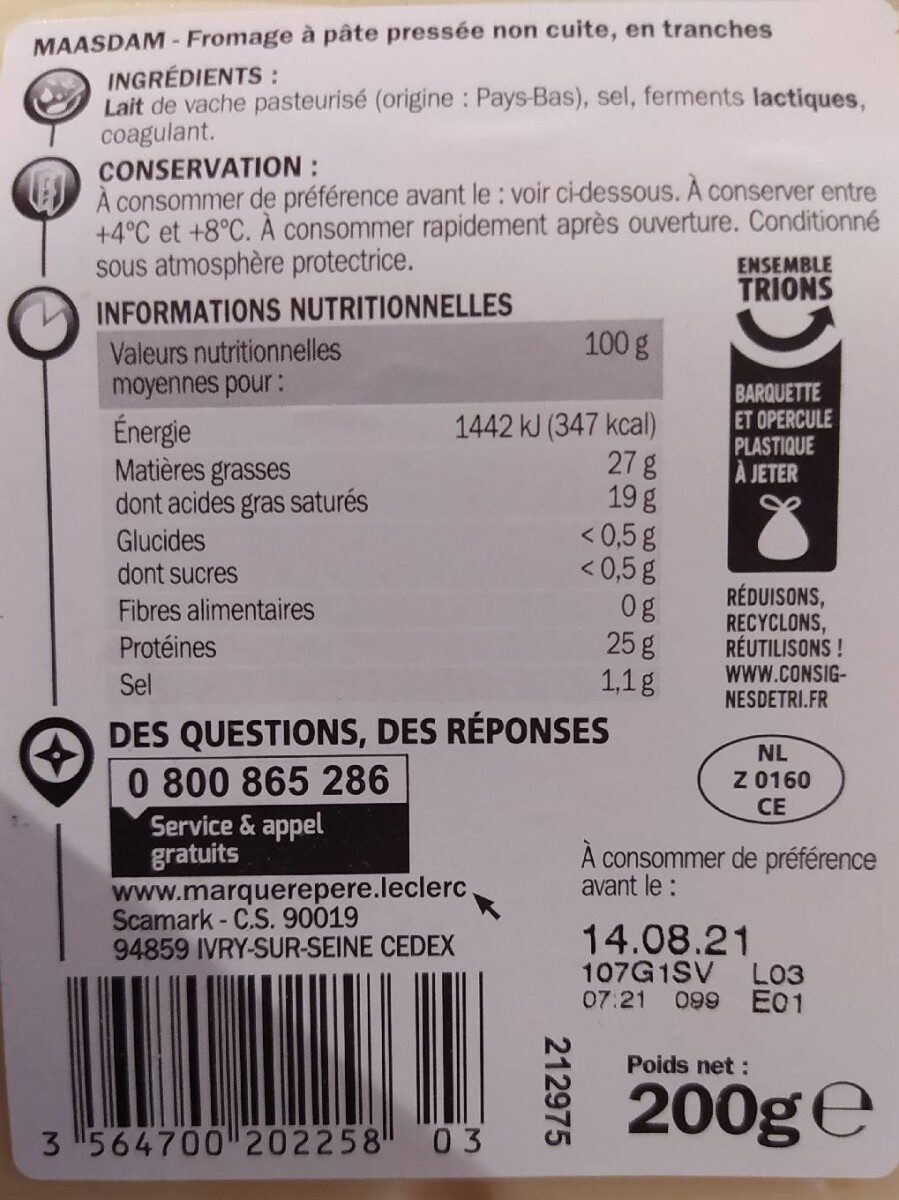 MAASDAM - Fromage à pâte pressée non cuite, en tranches
INGRÉDIENTS :
Lait de vache pasteurisé (origine : Pays-Bas), sel, ferments lactiques,
coagulant.
CONSERVATION :
À consommer de préférence avant le : voir ci-dessous. À conserver entre
+4°C et +8°C. À consommer rapidement après ouverture. Conditionné
sous atmosphère protectrice.
INFORMATIONS NUTRITIONNELLES
Valeurs nutritionnelles 100 g
moyennes pour :
Énergie 1442 kJ (347 kcal)
Matières grasses 27 g
dont acides gras saturés 19 g
Glucides < 0,5 g
dont sucres < 0,5 g
Fibres alimentaires 0 g
Protéines 25 g
Sel 1,1 g
ENSEMBLE
TRIONS
BARQUETTE
ET OPERCULE
PLASTIQUE
À JETER
RÉDUISONS,
RECYCLONS,
RÉUTILISONS !
WWW.CONSIG-
NESDETRI.FR
DES QUESTIONS, DES RÉPONSES
0 800 865 286
Service & appel
gratuits
www.marquerepere.leclerc
Scamark - C.S. 90019
94859 IVRY-SUR-SEINE CEDEX
NL
Z 0160
CE
À consommer de préférence
avant le :
14.08.21
107G1SV L03
07:21 099 E01
3 564700 202258 03
212975
Poids net :
200g e